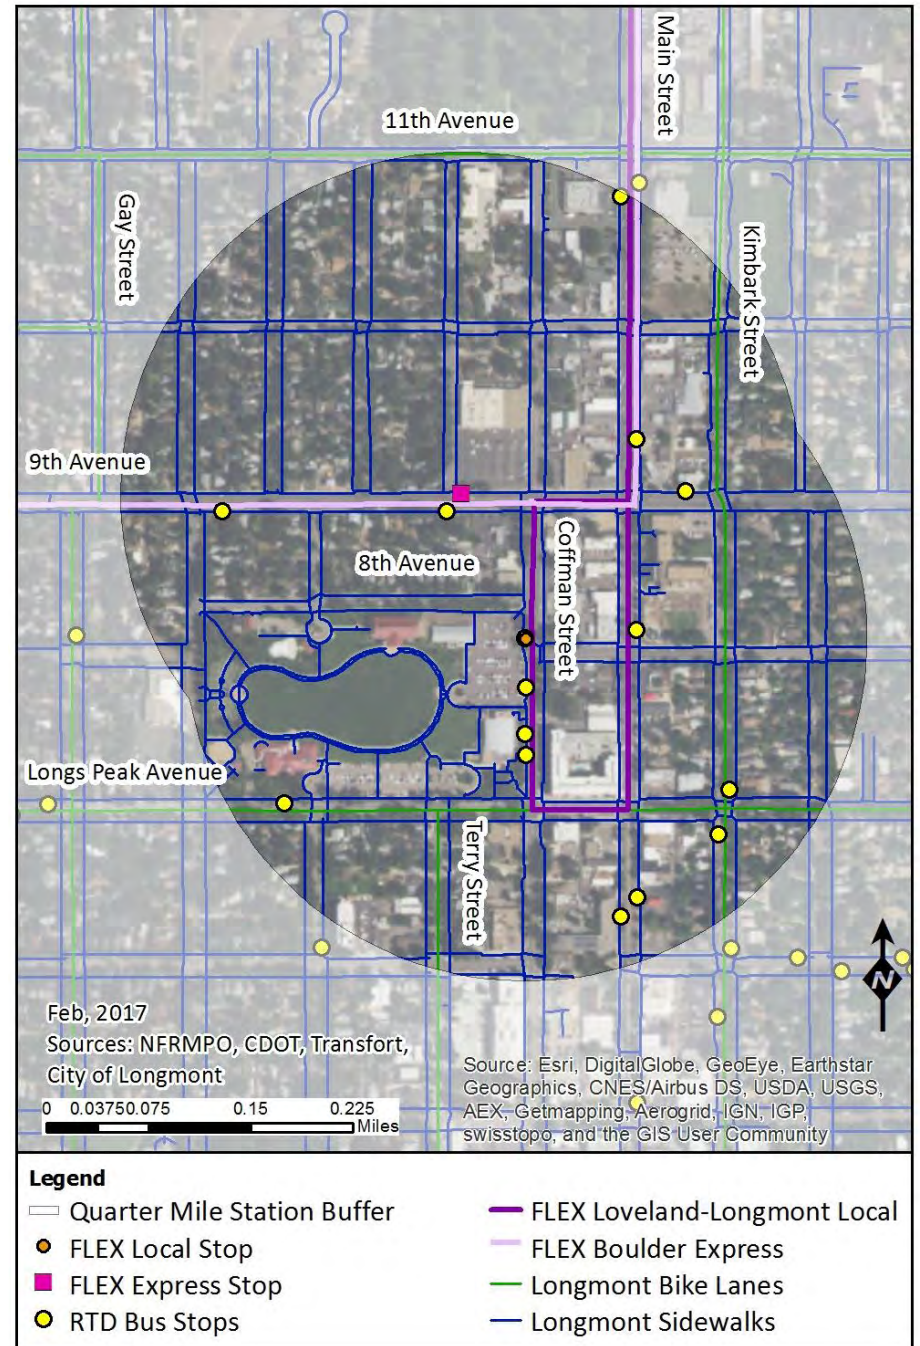 Main Street
11th Avenue
Gay Street
Kimbark Street
9th Avenue
Coffman Street
8th Avenue
Longs Peak Avenue
Terry Street
N
Feb, 2017
Sources: NFRMPO, CDOT, Transfort,
City of Longmont
0 0.03750.075 0.15 0.225
Miles
Source: Esri, DigitalGlobe, GeoEye, Earthstar
Geographics, CNES/Airbus DS, USDA, USGS,
AEX, Getmapping, Aerogrid, IGN, IGP,
swisstopo, and the GIS User Community
Legend
Quarter Mile Station Buffer
FLEX Local Stop
FLEX Express Stop
RTD Bus Stops
FLEX Loveland-Longmont Local
FLEX Boulder Express
Longmont Bike Lanes
Longmont Sidewalks